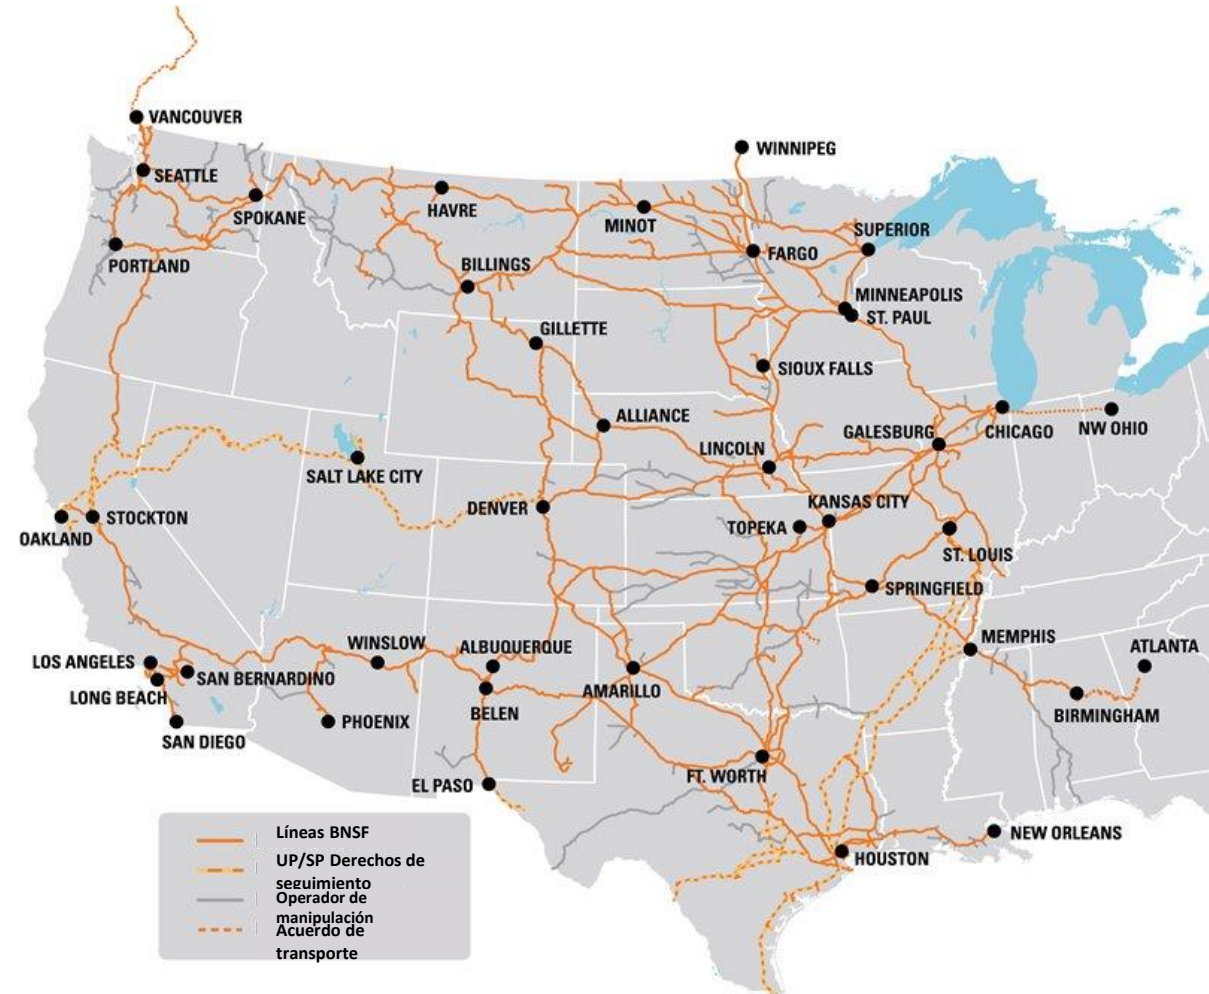 VANCOUVER
WINNIPEG
SEATTLE
SPOKANE
HAVRE
MINOT
SUPERIOR
FARGO
PORTLAND
BILLINGS
MINNEAPOLIS
ST. PAUL
GILLETTE
SIOUX FALLS
ALLIANCE
LINCOLN
GALESBURG
CHICAGO
NW OHIO
SALT LAKE CITY
DENVER
KANSAS CITY
TOPEKA
STOCKTON
OAKLAND
ST. LOUIS
SPRINGFIELD
MEMPHIS
ATLANTA
WINSLOW
ALBUQUERQUE
LOS ANGELES
SAN BERNARDINO
LONG BEACH
AMARILLO
BELEN
PHOENIX
BIRMINGHAM
SAN DIEGO
FT. WORTH
EL PASO
NEW ORLEANS
HOUSTON
Líneas BNSF
UP/SP Derechos de
seguimiento
Operador de
manipulación
Acuerdo de
transporte